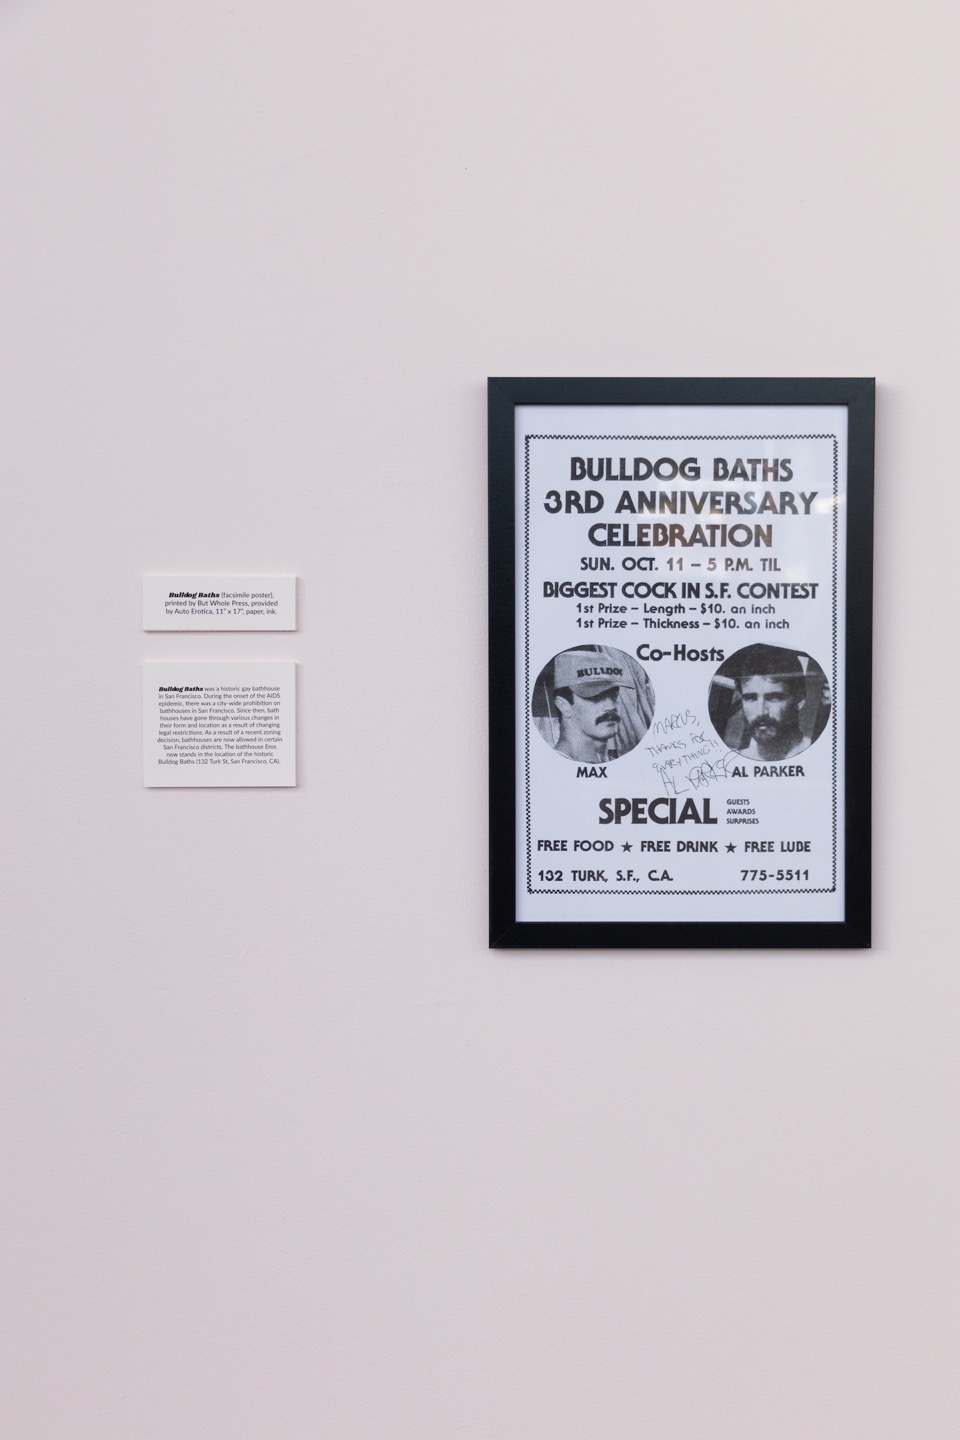 Bulldog Baths (facsimile poster),
printed by But Whole Press, provided
by Auto Erotica, 11" x 17", paper, ink.
Bulldog Baths was a historic gay bathhouse
in San Francisco. During the onset of the AIDS
epidemic, there was a city-wide prohibition on
bathhouses in San Francisco. Since then, bath
houses have gone through various changes in
their form and location as a result of changing
legal restrictions. As a result of a recent zoning
decision, bathhouses are now allowed in certain
San Francisco districts. The bathhouse Eros
now stands in the location of the historic
Bulldog Baths (132 Turk St, San Francisco, CA).
BULLDOG BATHS
3RD ANNIVERSARY
CELEBRATION
SUN. OCT. 11 – 5 P.M. TIL
BIGGEST COCK IN S.F. CONTEST
1st Prize – Length – $10. an inch
1st Prize – Thickness – $10. an inch
Co-Hosts
BULLDOG
MARCUS,
THANKS FOR
EVERYTHING!!
AL PARKER
MAX
AL PARKER
SPECIAL
GUESTS
AWARDS
SURPRISES
FREE FOOD ★ FREE DRINK ★ FREE LUBE
132 TURK, S.F., C.A. 775-5511